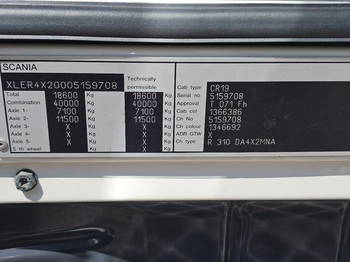 SCANIA
XLER4X20005159708
Technically
permissible
Total 18600 Kg 18600 Kg
Combination 40000 Kg 40000 Kg
Axle 1- 7100 Kg 7100 Kg
Axle 2- 11500 Kg 11500 Kg
Axle 3- X Kg X Kg
Axle 4- X Kg X Kg
Axle 5- X Kg X Kg
5 th wheel Kg Kg
Cab type CR19
Serial no 5159708
Approval T 071 Fh
Cab colour 1366386
Ch No 5159708
Ch colour 1346692
ADR GTW X
Ch type R 310 DA4X2MNA